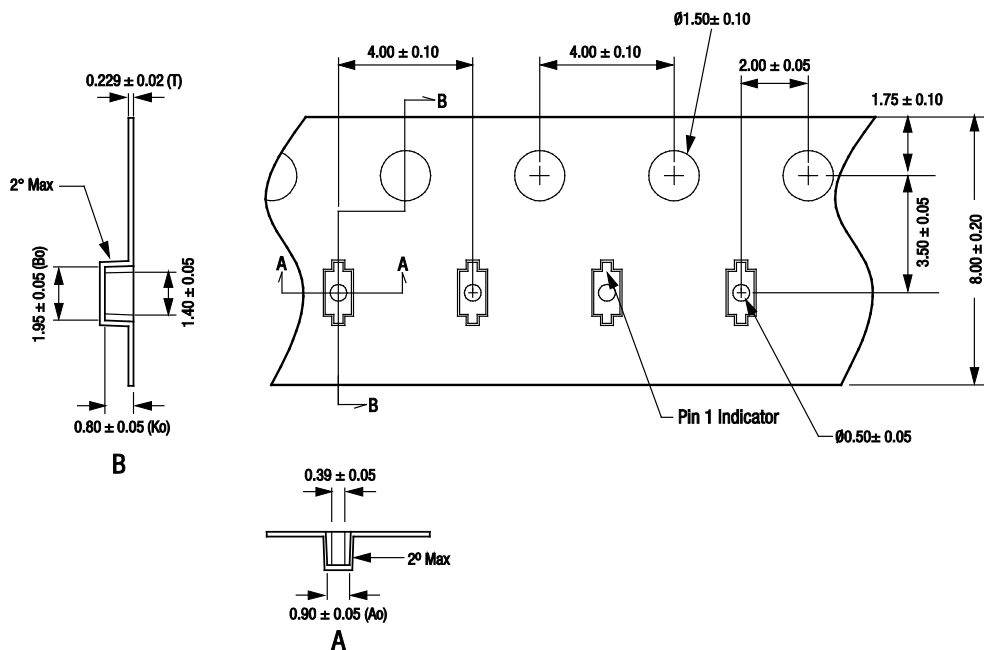 Ø1.50± 0.10
4.00 ± 0.10
4.00 ± 0.10
2.00 ± 0.05
0.229 ± 0.02 (T)
1.75 ± 0.10
B
2° Max
1.95 ± 0.05 (Bo)
1.40 ± 0.05
A
A
3.50 ± 0.05
8.00 ± 0.20
B
Pin 1 Indicator
Ø0.50± 0.05
0.80 ± 0.05 (Ko)
B
0.39 ± 0.05
2º Max
0.90 ± 0.05 (Ao)
A